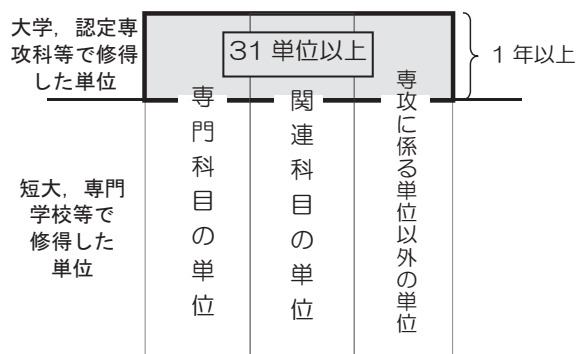 大学，認定専
攻科等で修得
した単位
31 単位以上
1 年以上
専門科目の単位
関連科目の単位
専攻に係る単位以外の単位
短大，専門
学校等で
修得した
単位